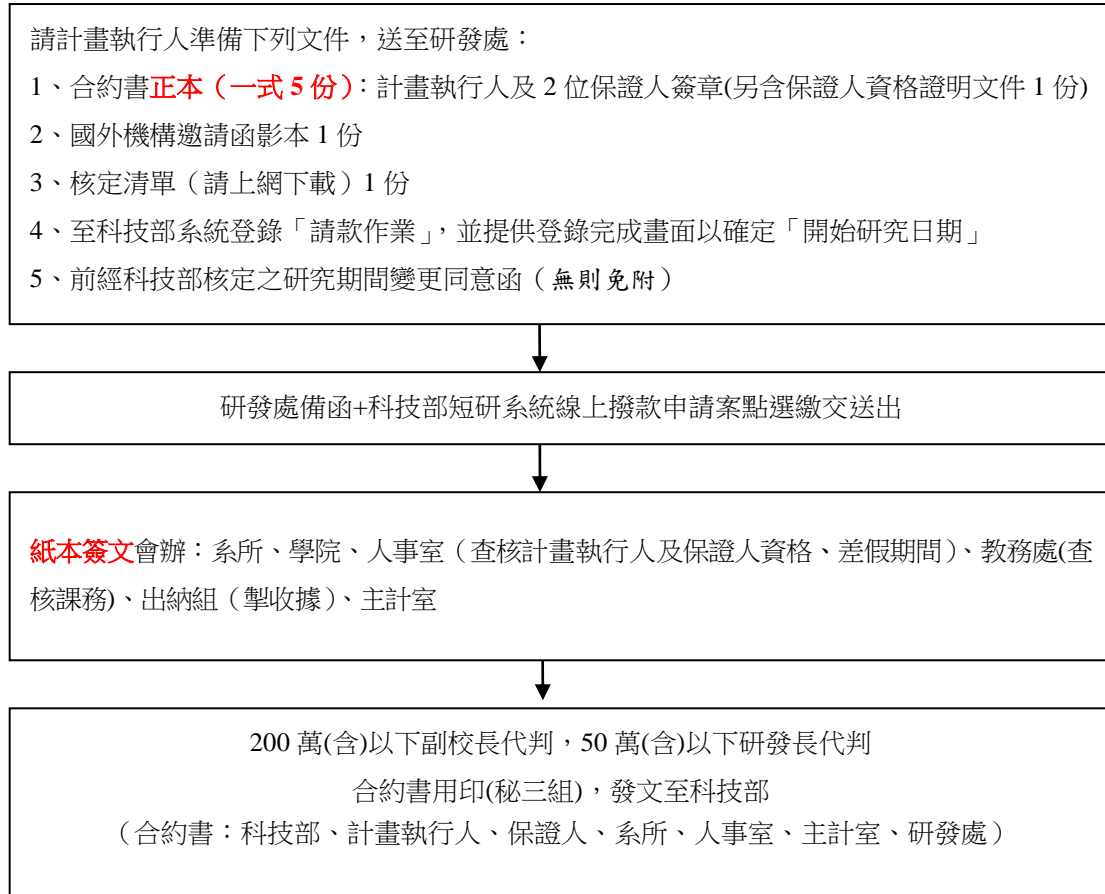 請計畫執行人準備下列文件，送至研發處：
1、合約書正本（一式 5 份）：計畫執行人及 2 位保證人簽章(另含保證人資格證明文件 1 份)
2、國外機構邀請函影本 1 份
3、核定清單（請上網下載）1 份
4、至科技部系統登錄「請款作業」，並提供登錄完成畫面以確定「開始研究日期」
5、前經科技部核定之研究期間變更同意函（無則免附）
研發處備函+科技部短研系統線上撥款申請案點選繳交送出
紙本簽文會辦：系所、學院、人事室（查核計畫執行人及保證人資格、差假期間）、教務處(查
核課務)、出納組（掣收據）、主計室
200 萬(含)以下副校長代判，50 萬(含)以下研發長代判
合約書用印(秘三組)，發文至科技部
（合約書：科技部、計畫執行人、保證人、系所、人事室、主計室、研發處）